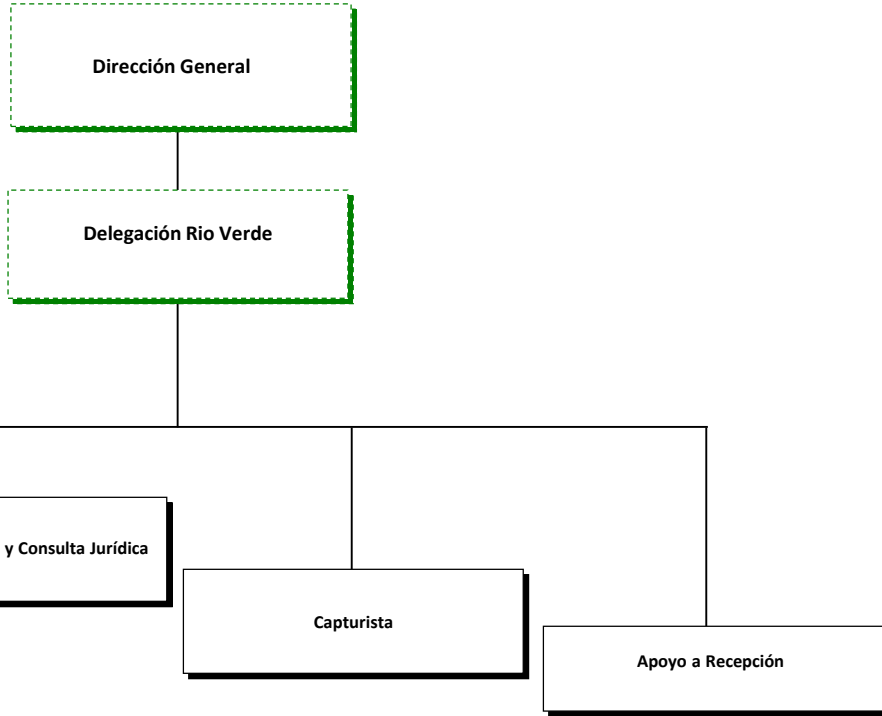 Dirección General
Delegación Rio Verde
y Consulta Jurídica
Capturista
Apoyo a Recepción